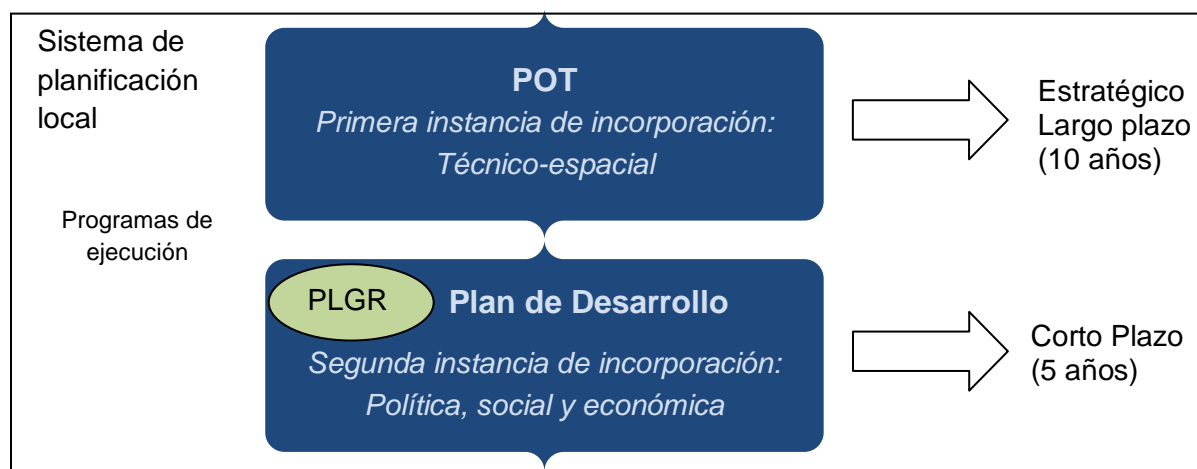 Sistema de
planificación
local
POT
Primera instancia de incorporación:
Técnico-espacial
Estratégico
Largo plazo
(10 años)
Programas de
ejecución
PLGR
Plan de Desarrollo
Segunda instancia de incorporación:
Política, social y económica
Corto Plazo
(5 años)